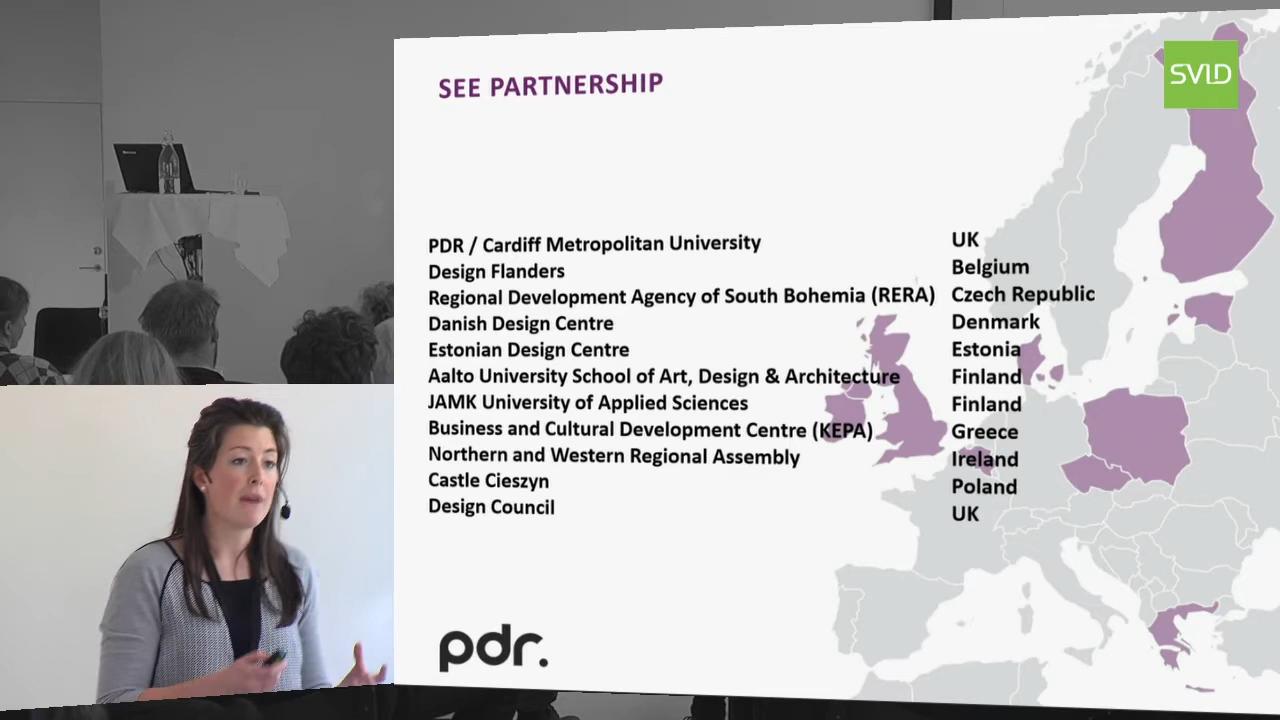 SEE PARTNERSHIP
SVID
PDR / Cardiff Metropolitan University UK
Design Flanders Belgium
Regional Development Agency of South Bohemia (RERA) Czech Republic
Danish Design Centre Denmark
Estonian Design Centre Estonia
Aalto University School of Art, Design & Architecture Finland
JAMK University of Applied Sciences Finland
Business and Cultural Development Centre (KEPA) Greece
Northern and Western Regional Assembly Ireland
Castle Cieszyn Poland
Design Council UK
pdr.